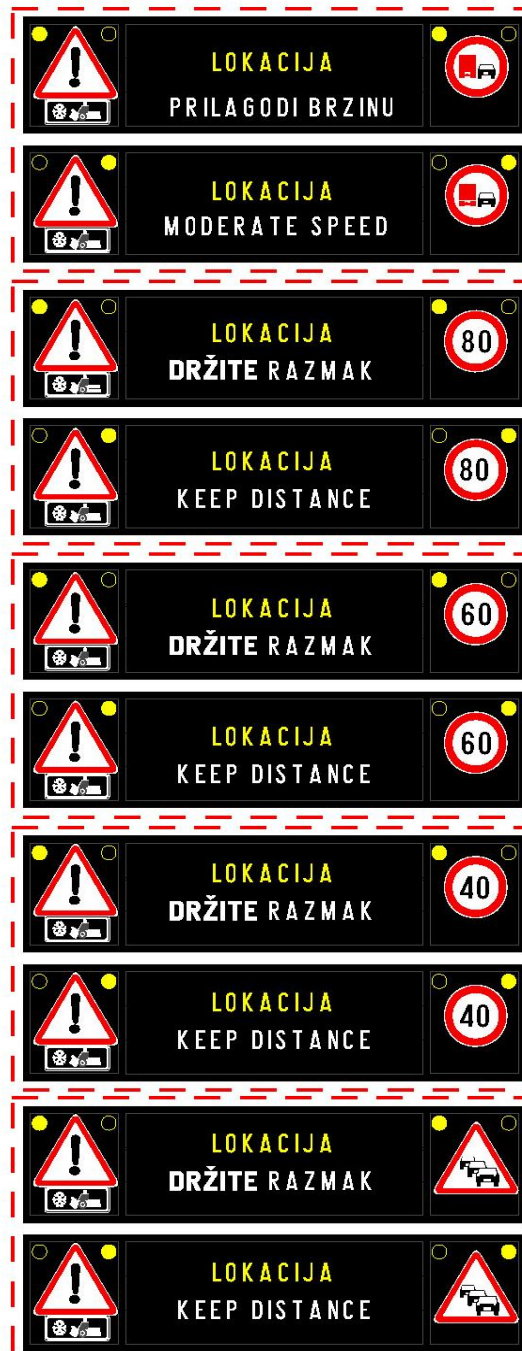 LOKACIJA
PRILAGODI BRZINU
LOKACIJA
MODERATE SPEED
LOKACIJA
DRŽITE RAZMAK
80
LOKACIJA
KEEP DISTANCE
80
LOKACIJA
DRŽITE RAZMAK
60
LOKACIJA
KEEP DISTANCE
60
LOKACIJA
DRŽITE RAZMAK
40
LOKACIJA
KEEP DISTANCE
40
LOKACIJA
DRŽITE RAZMAK
LOKACIJA
KEEP DISTANCE